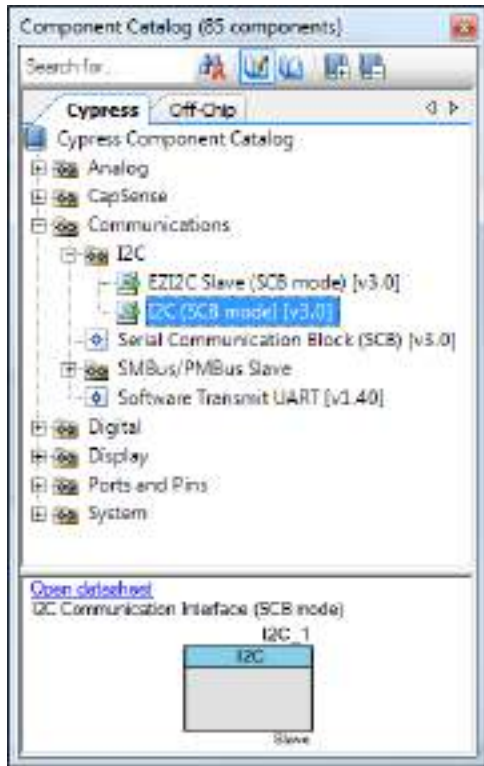 Component Catalog (85 components)
Search for...
Cypress Off-Chip
Cypress Component Catalog
Analog
CapSense
Communications
I2C
EZI2C Slave (SCB mode) [v3.0]
I2C (SCB mode) [v3.0]
Serial Communication Block (SCB) [v3.0]
SMBus/PMBus Slave
Software Transmit UART [v1.40]
Digital
Display
Ports and Pins
System
Open datasheet
I2C Communication Interface (SCB mode)
I2C_1
I2C
Slave